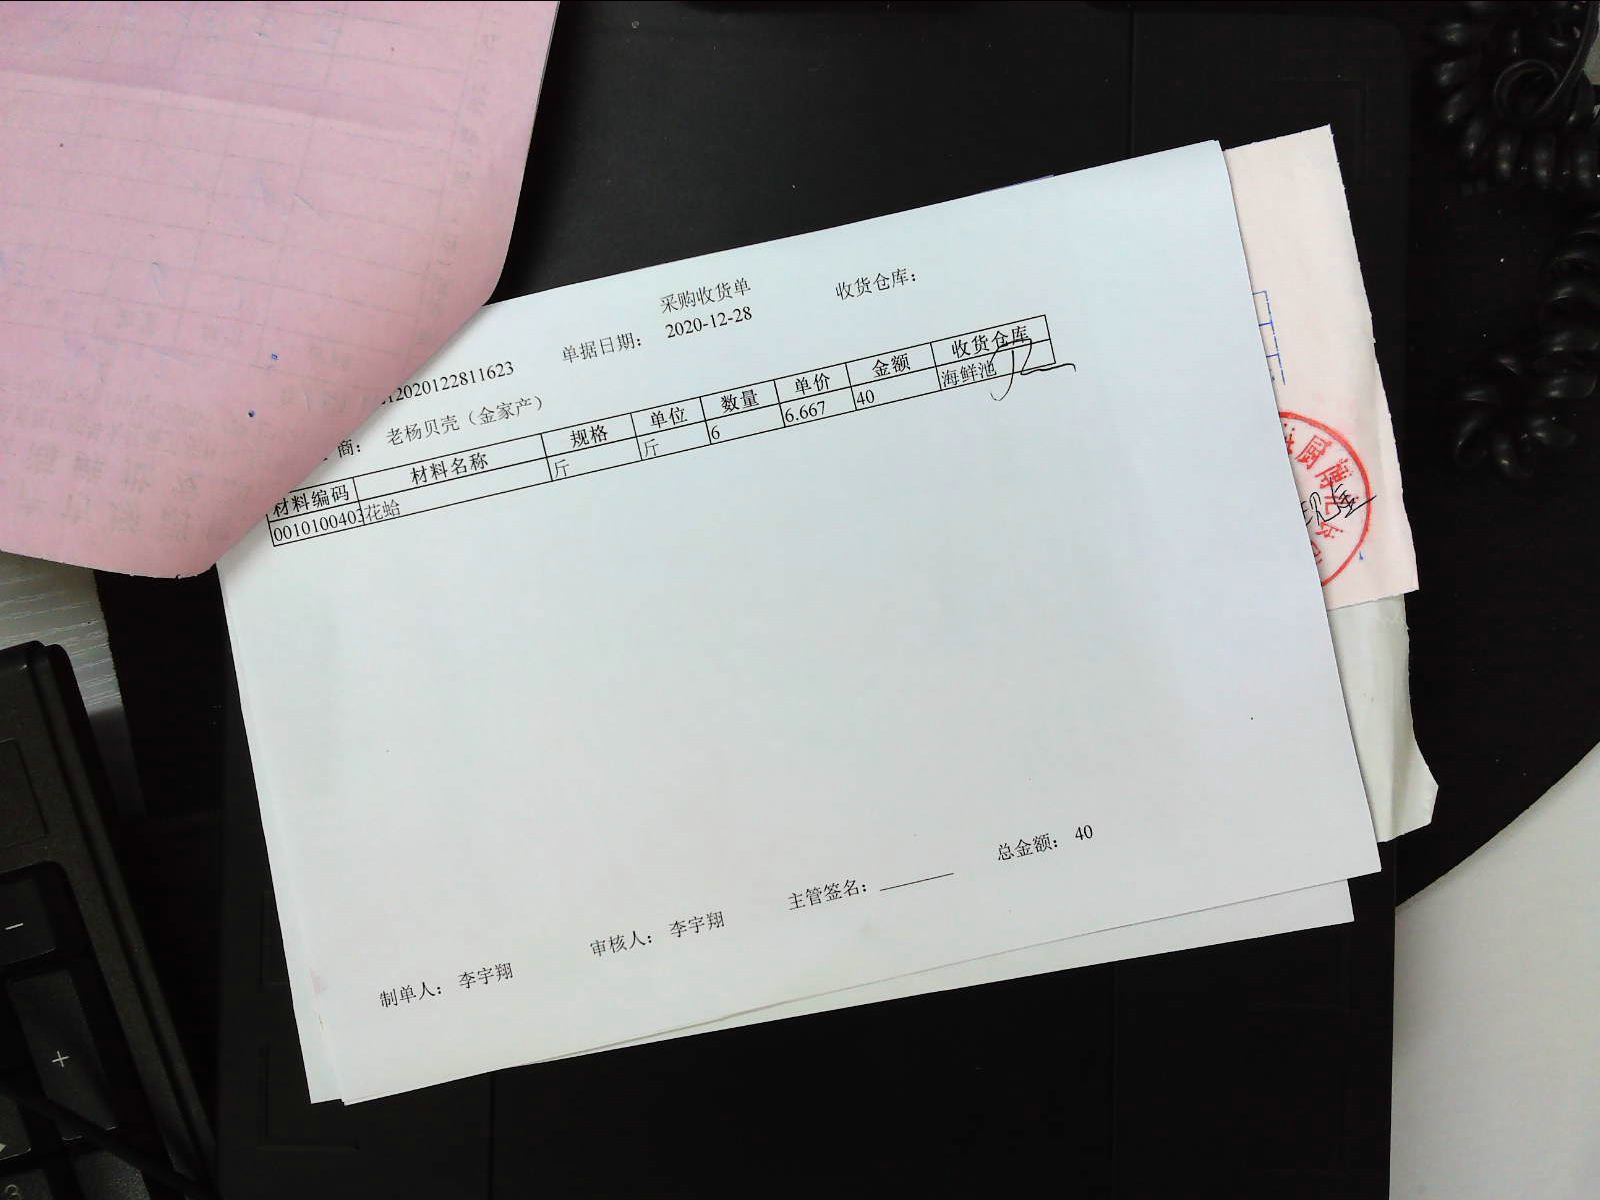 采购收货单
收货仓库：
2020122811623 单据日期： 2020-12-28
商： 老杨贝壳（金家产）
材料编码 材料名称 规格 单位 数量 单价 金额 收货仓库
0010100403 花蛤 斤 斤 6 6.667 40 海鲜池
总金额： 40
制单人： 李宇翔 审核人： 李宇翔 主管签名：